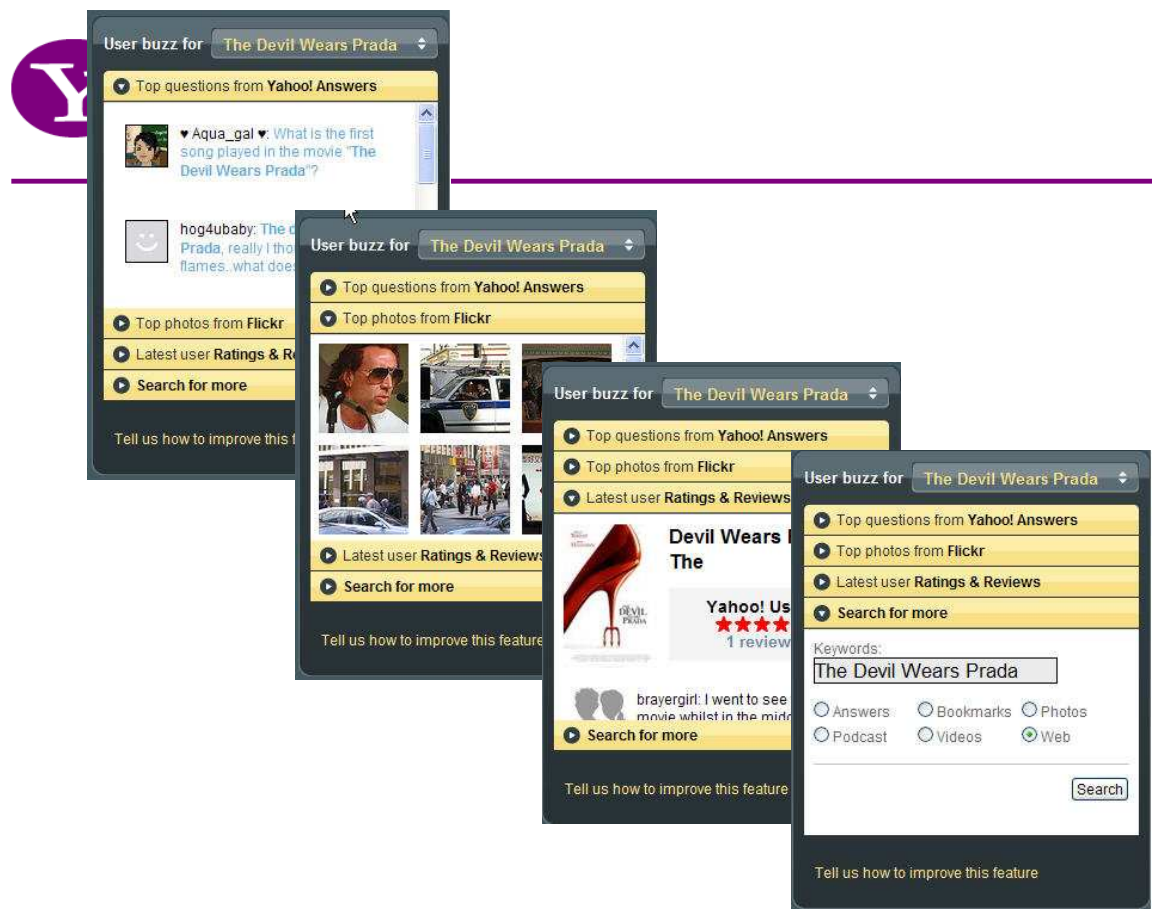 Y
User buzz for The Devil Wears Prada
Top questions from Yahoo! Answers
♥ Aqua_gal ♥: What is the first
song played in the movie "The
Devil Wears Prada"?
hog4ubaby: The
Prada, really I
flames..what
Top photos from Flickr
Latest user Ratings &
Search for more
Tell us how to improve this
User buzz for The Devil Wears Prada
Top questions from Yahoo! Answers
Top photos from Flickr
Latest user Ratings & Reviews
Search for more
Tell us how to improve this feature
User buzz for The Devil Wears Prada
Top questions from Yahoo! Answers
Top photos from Flickr
Latest user Ratings & Reviews
Devil Wears
The
THE DEVIL
WEARS
PRADA
Yahoo!
1 review
brayergirl: I went to see
movie whilst in the
Search for more
Tell us how to improve this feature
User buzz for The Devil Wears Prada
Top questions from Yahoo! Answers
Top photos from Flickr
Latest user Ratings & Reviews
Search for more
Keywords:
The Devil Wears Prada
Answers Bookmarks Photos
Podcast Videos Web
Search
Tell us how to improve this feature